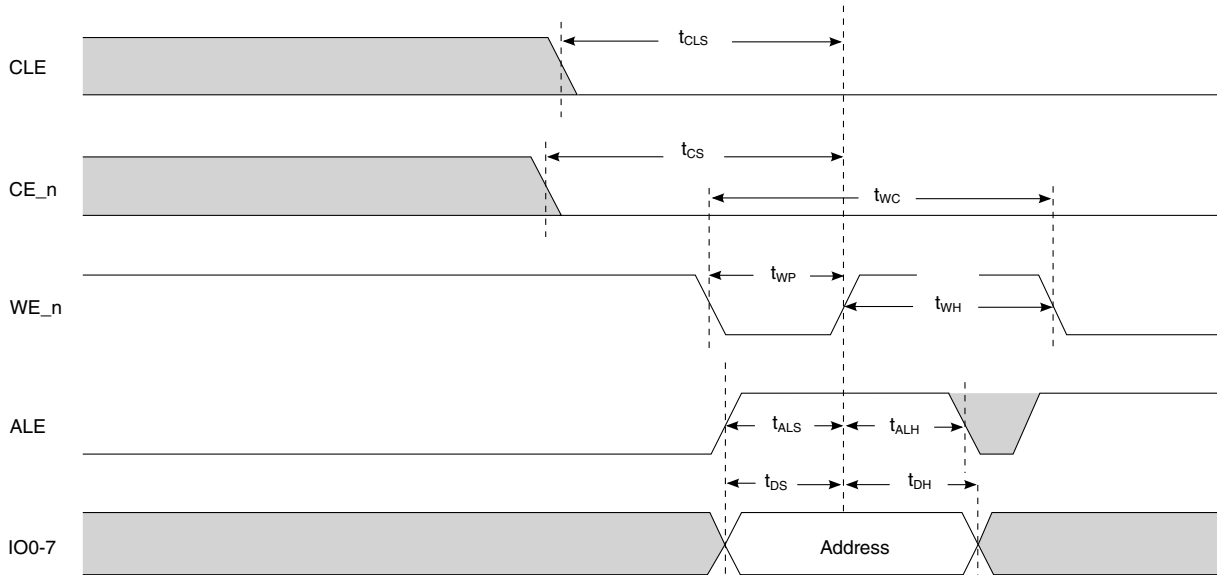 CLE
tCLS
CE_n
tCS
tWC
WE_n
tWP
tWH
ALE
tALS
tALH
tDS
tDH
IO0-7
Address